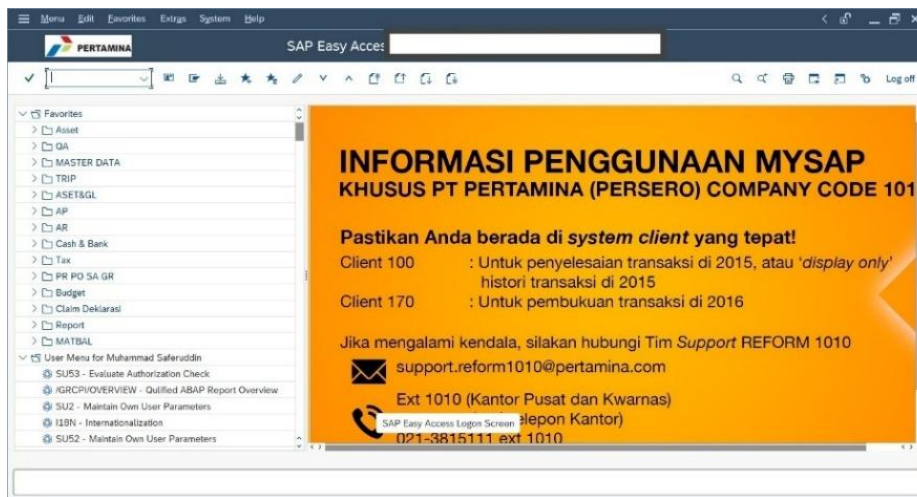 Menu Edit Favorites Extras System Help
PERTAMINA
SAP Easy Acces
Log off
Favorites
Asset
QA
MASTER DATA
TRIP
ASET&GL
AP
AR
Cash & Bank
Tax
PR PO SA GR
Budget
Claim Deklarasi
Report
MATBAL
User Menu for Muhammad Saferuddin
SU53 - Evaluate Authorization Check
/GRCPI/OVERVIEW - Qulified ABAP Report Overview
SU2 - Maintain Own User Parameters
I18N - Internationalization
SU52 - Maintain Own User Parameters
INFORMASI PENGGUNAAN MYSAP
KHUSUS PT PERTAMINA (PERSERO) COMPANY CODE 101
Pastikan Anda berada di system client yang tepat!
Client 100 : Untuk penyelesaian transaksi di 2015, atau 'display only'
histori transaksi di 2015
Client 170 : Untuk pembukuan transaksi di 2016
Jika mengalami kendala, silakan hubungi Tim Support REFORM 1010
support.reform1010@pertamina.com
Ext 1010 (Kantor Pusat dan Kwarnas)
elepon Kantor)
SAP Easy Access Logon Screen
021-3815111 ext 1010